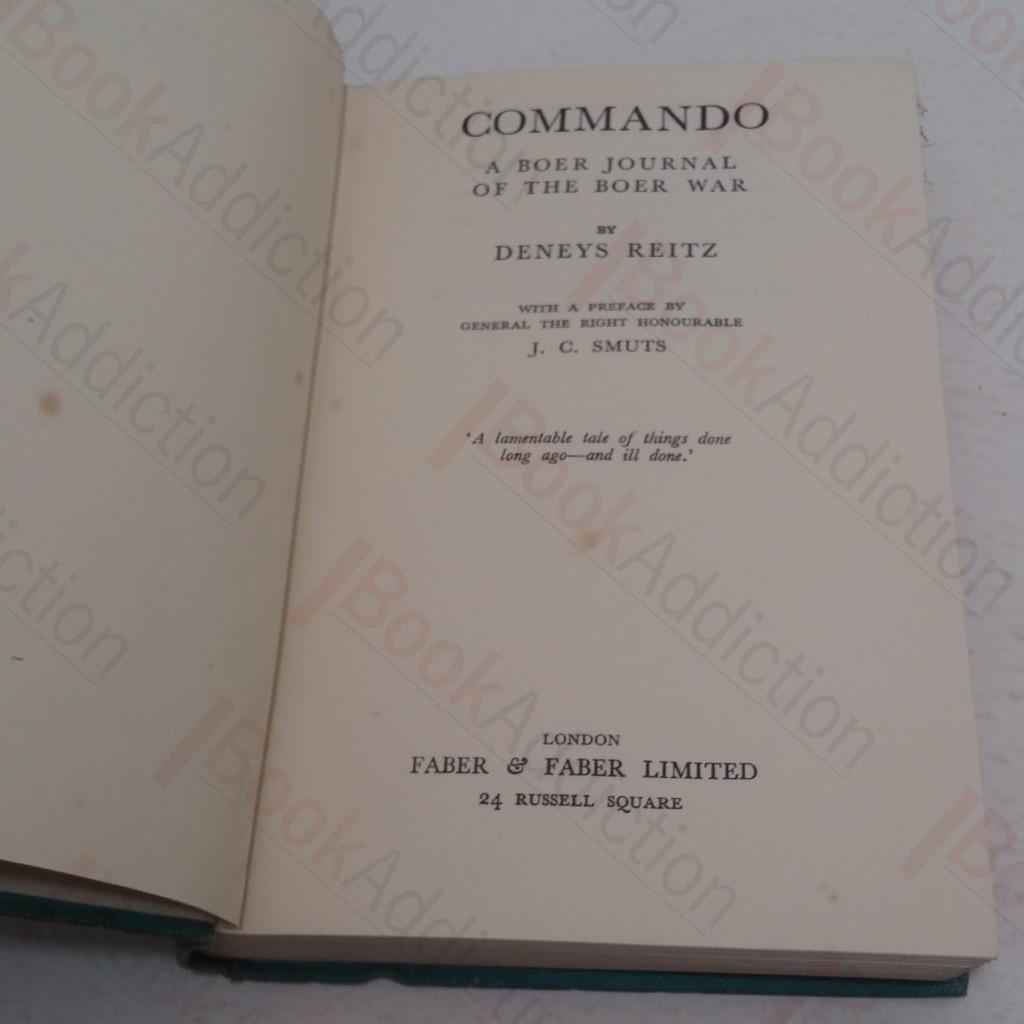 COMMANDO
A BOER JOURNAL
OF THE BOER WAR
BY
DENEYS REITZ
WITH A PREFACE BY
GENERAL THE RIGHT HONOURABLE
J. C. SMUTS
'A lamentable tale of things done
long ago—and ill done.'
LONDON
FABER & FABER LIMITED
24 RUSSELL SQUARE
BookAddiction